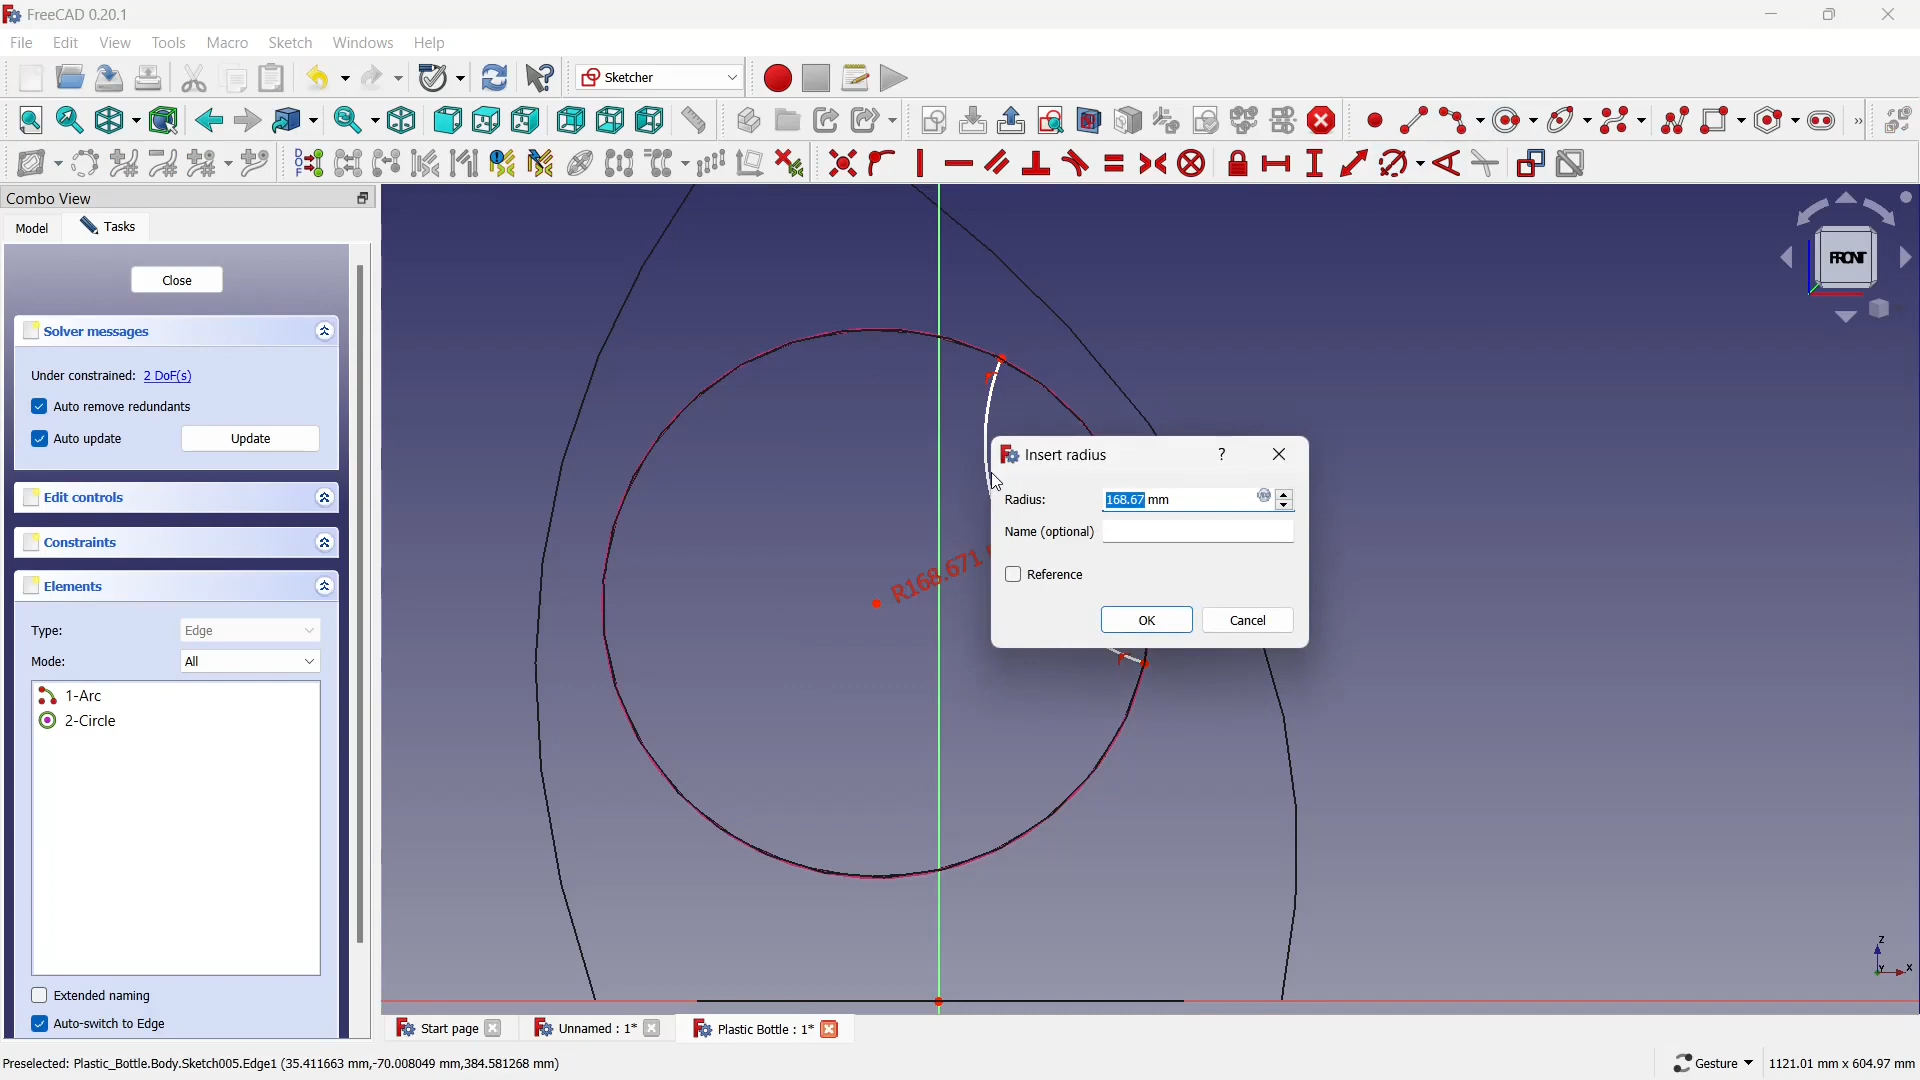 FreeCAD 0.20.1
File Edit View Tools Macro Sketch Windows Help
Sketcher
Combo View
Model Tasks
FRONT
Close
Solver messages
Under constrained: 2 DoF(s)
Auto remove redundants
Auto update Update
Insert radius ?
Edit controls
Radius: 168.67 mm
Name (optional)
Constraints
R168.671
Reference
Elements
OK Cancel
Type: Edge
Mode: All
1-Arc
2-Circle
Z
X
Y
Extended naming
Auto-switch to Edge
Start page Unnamed : 1* Plastic Bottle : 1*
Preselected: Plastic_Bottle.Body.Sketch005.Edge1 (35.411663 mm,-70.008049 mm,384.581268 mm) Gesture 1121.01 mm x 604.97 mm